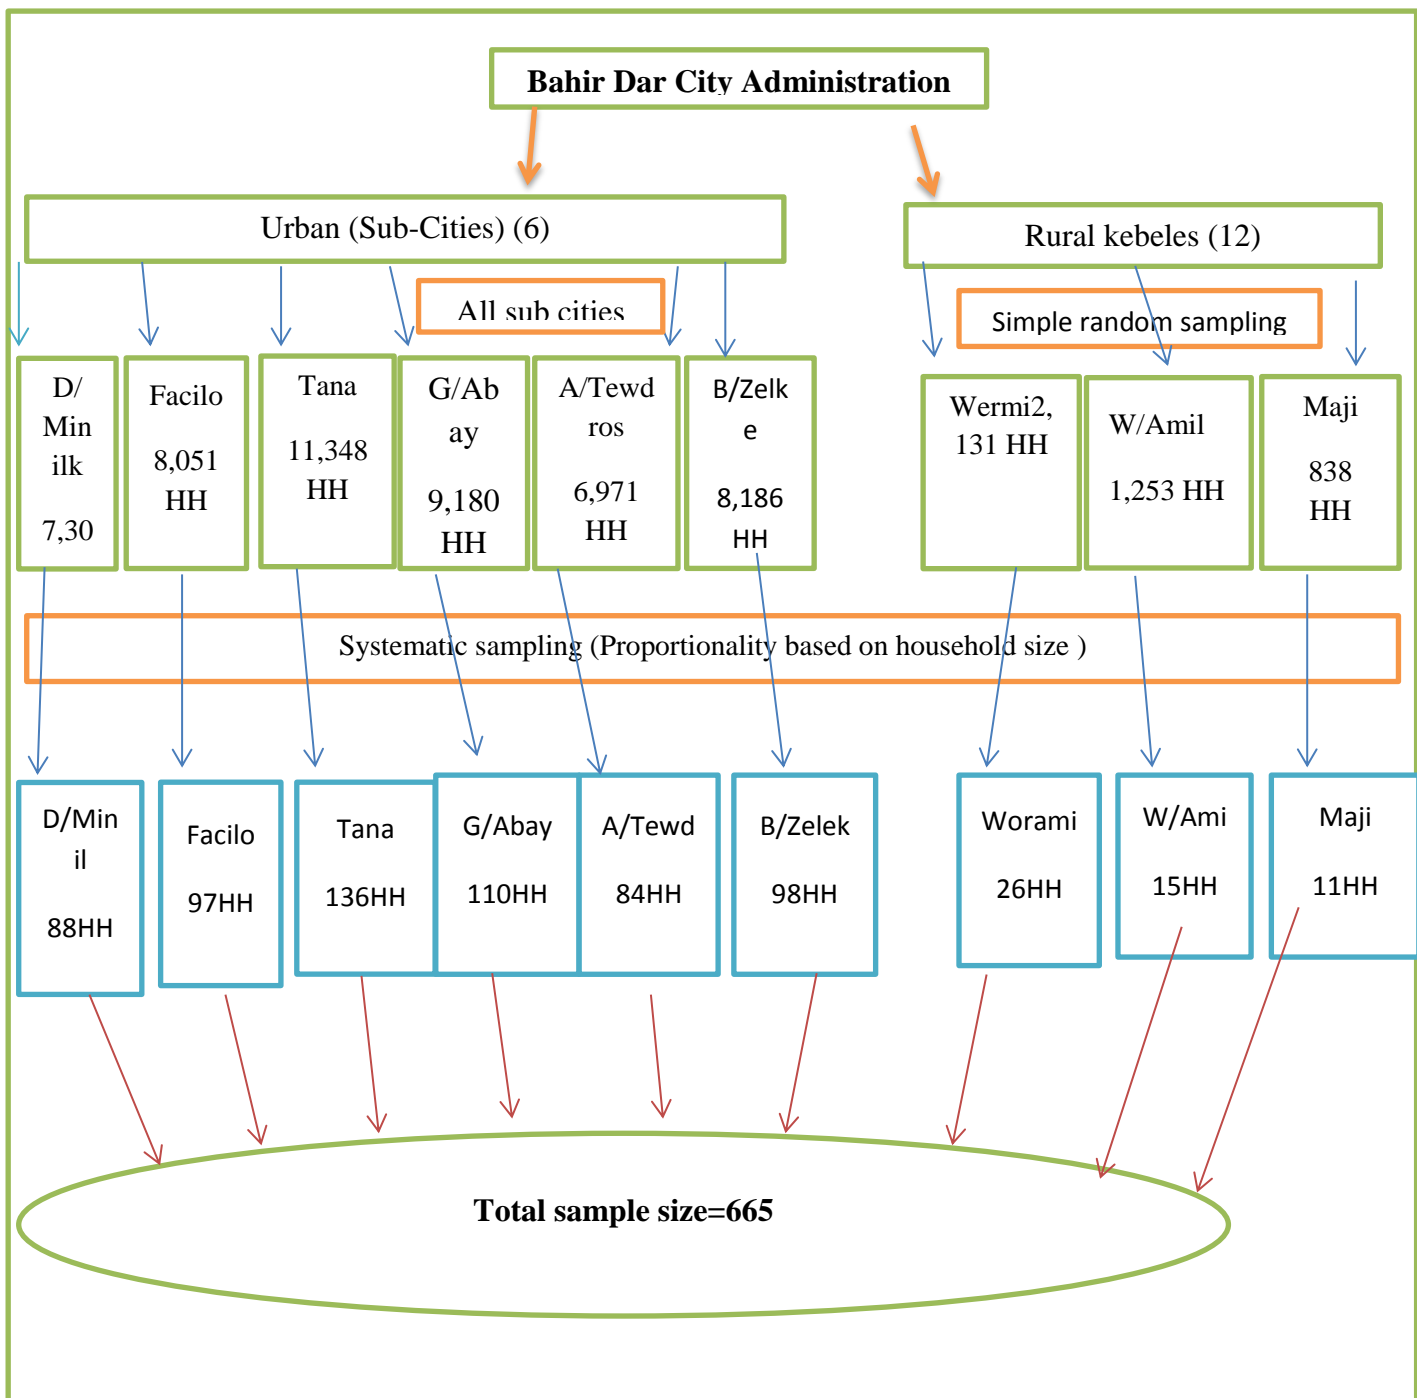 Bahir Dar City Administration
Urban (Sub-Cities) (6)
Rural kebeles (12)
All sub cities
Simple random sampling
D/
Min
ilk
7,30
Facilo
8,051
HH
Tana
11,348
HH
G/Ab
ay
9,180
HH
A/Tewd
ros
6,971
HH
B/Zelk
e
8,186
HH
Wermi2,
131 HH
W/Amil
1,253 HH
Maji
838
HH
Systematic sampling (Proportionality based on household size )
D/Min
il
88HH
Facilo
97HH
Tana
136HH
G/Abay
110HH
A/Tewd
84HH
B/Zelek
98HH
Worami
26HH
W/Ami
15HH
Maji
11HH
Total sample size=665